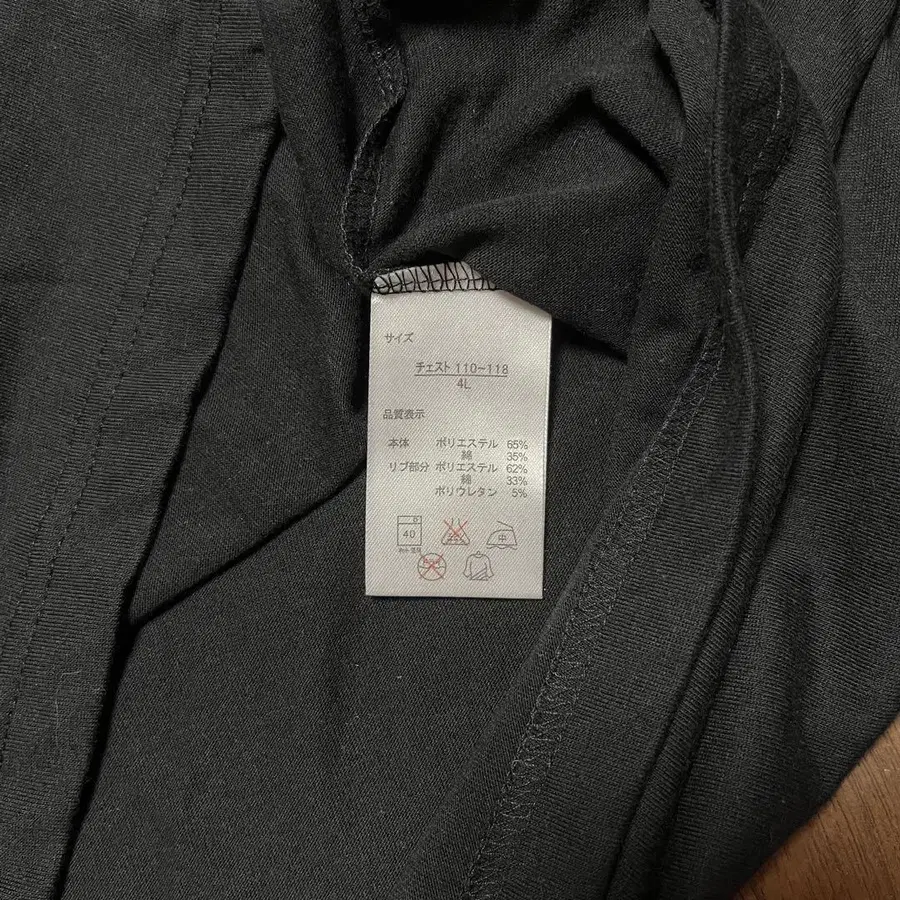 サイズ
チェスト 110~118
4L
品質表示
本体 ポリエステル 65%
綿 35%
リブ部分 ポリエステル 62%
綿 33%
ポリウレタン 5%
40
中